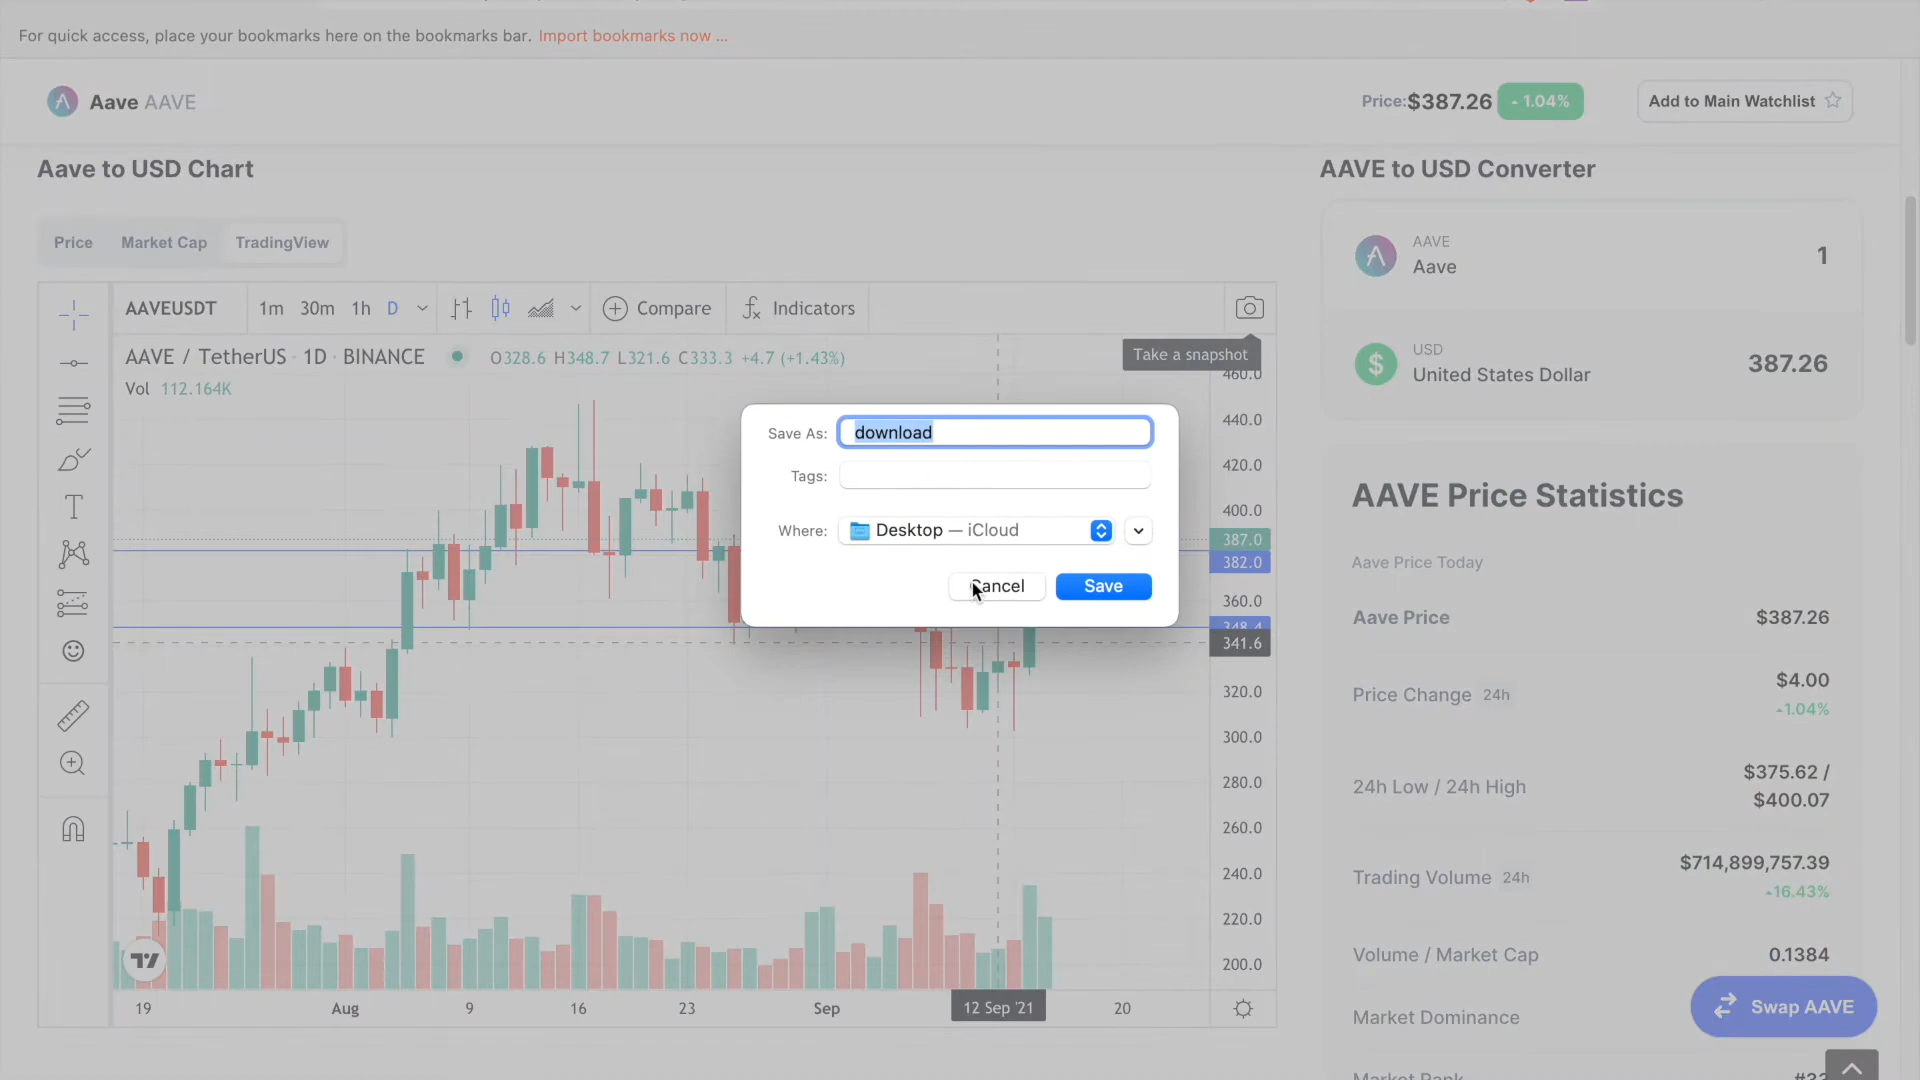 For quick access, place your bookmarks here on the bookmarks bar. Import bookmarks now ...
Aave AAVE
Price:$387.26 - 1.04%
Add to Main Watchlist
Aave to USD Chart
AAVE to USD Converter
Price Market Cap TradingView
AAVE
Aave
1
USD
United States Dollar
387.26
AAVEUSDT 1m 30m 1h D Compare Indicators
AAVE / TetherUS · 1D · BINANCE O328.6 H348.7 L321.6 C333.3 +4.7 (+1.43%)
Vol 112.164K
Take a snapshot
Save As: download
Tags:
Where: Desktop — iCloud
Cancel Save
460.0
440.0
420.0
400.0
387.0
382.0
360.0
348.4
341.6
320.0
300.0
280.0
260.0
240.0
220.0
200.0
19 Aug 9 16 23 Sep 12 Sep '21 20
AAVE Price Statistics
Aave Price Today
Aave Price $387.26
Price Change 24h $4.00
1.04%
24h Low / 24h High $375.62 /
$400.07
Trading Volume 24h $714,899,757.39
16.43%
Volume / Market Cap 0.1384
Market Dominance
Swap AAVE
Market Rank